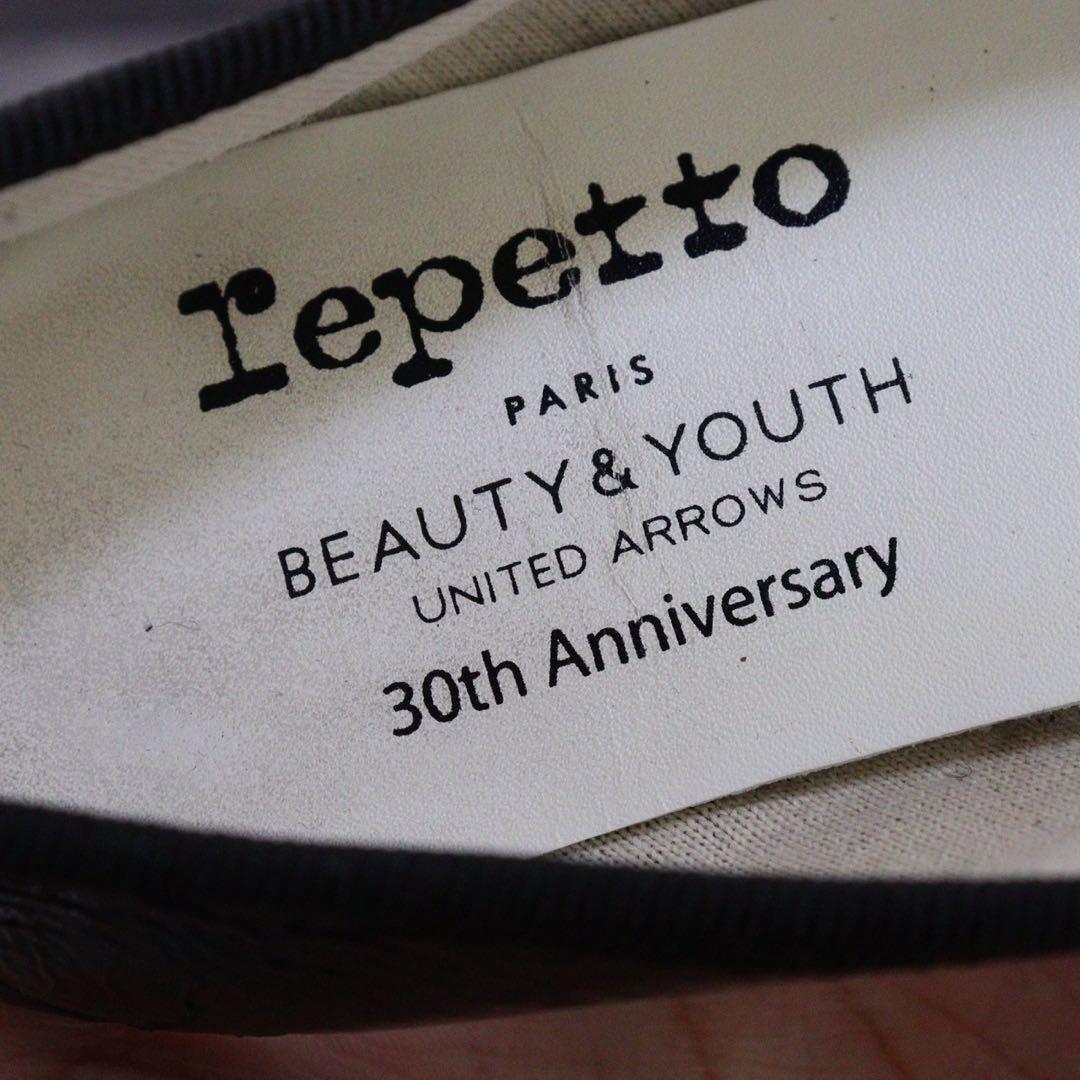 repetto
PARIS
BEAUTY&YOUTH
UNITED ARROWS
30th Anniversary